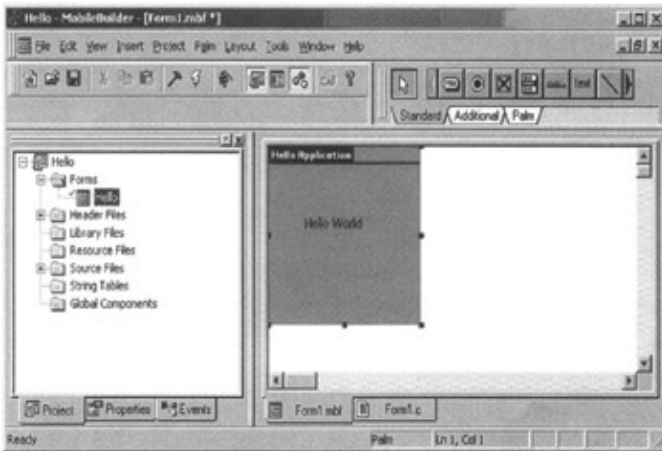 Hello - MobileBuilder - [Form1.mbf *]
File Edit View Insert Project Palm Layout Tools Window Help
Standard Additional Palm
Hello
Forms
Hello
Header Files
Library Files
Resource Files
Source Files
String Tables
Global Components
Hello Application
Hello World
Project Properties Events
Form1.mbf Form1.c
Ready Palm Ln 1, Col 1